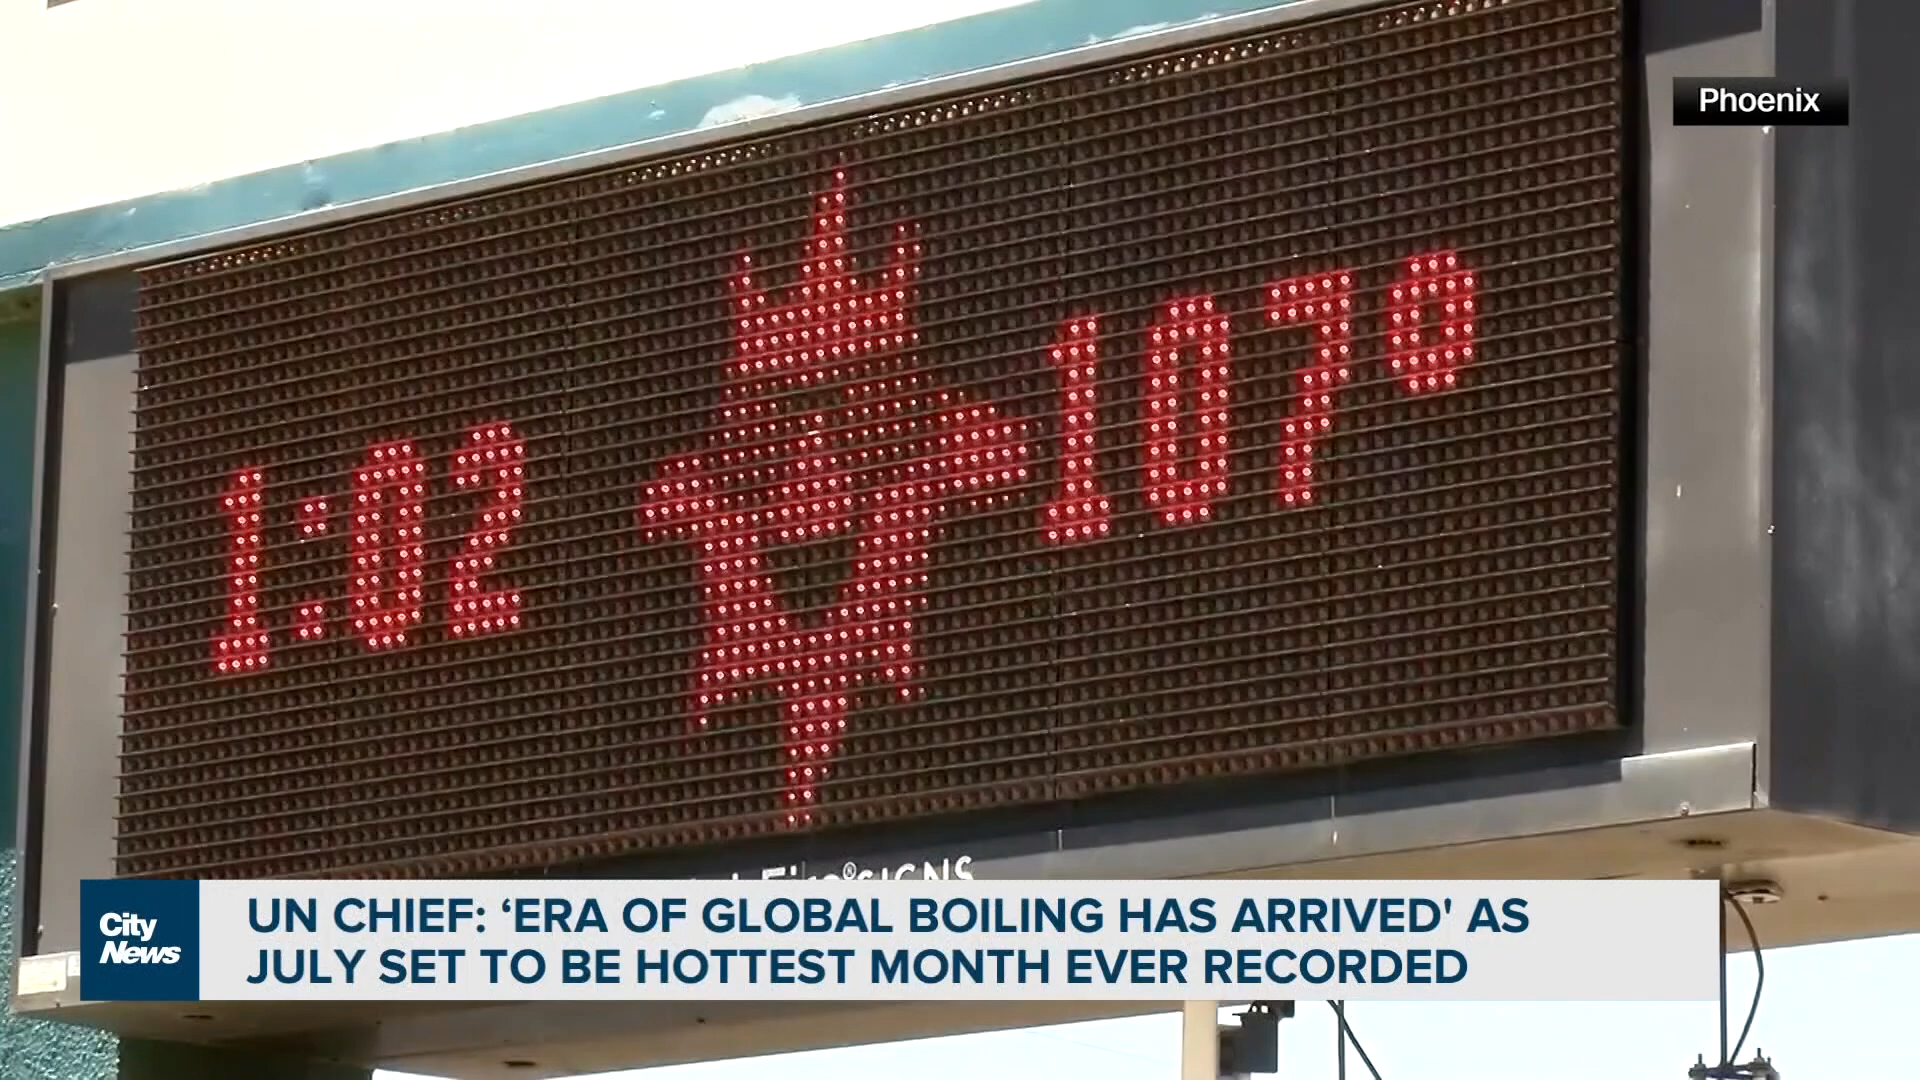 Phoenix
1:02 107°
SIGNS
City
News
UN CHIEF: ‘ERA OF GLOBAL BOILING HAS ARRIVED' AS
JULY SET TO BE HOTTEST MONTH EVER RECORDED